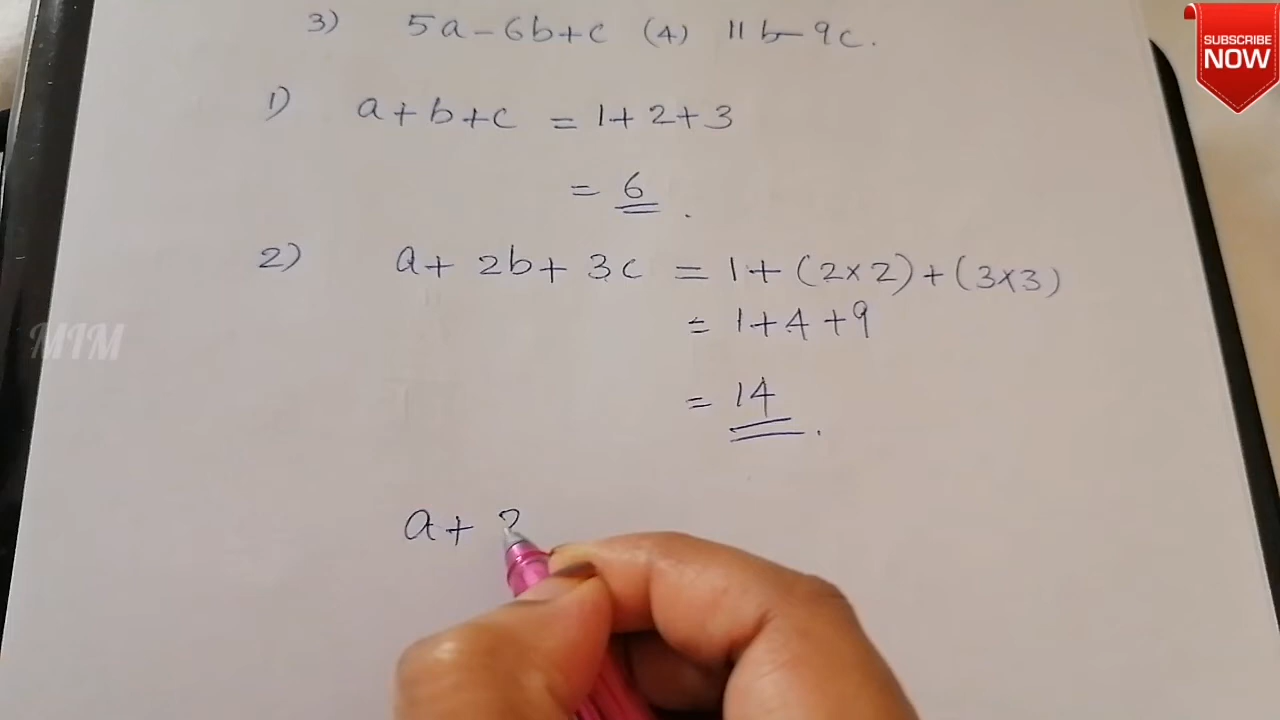 3) 5a-6b+c (4) 11b-9c.
SUBSCRIBE
NOW
1) a+b+c = 1+2+3
= 6.
2) a+ 2b+ 3c = 1+(2×2)+(3×3)
= 1+4+9
MIM
= 14.
a+